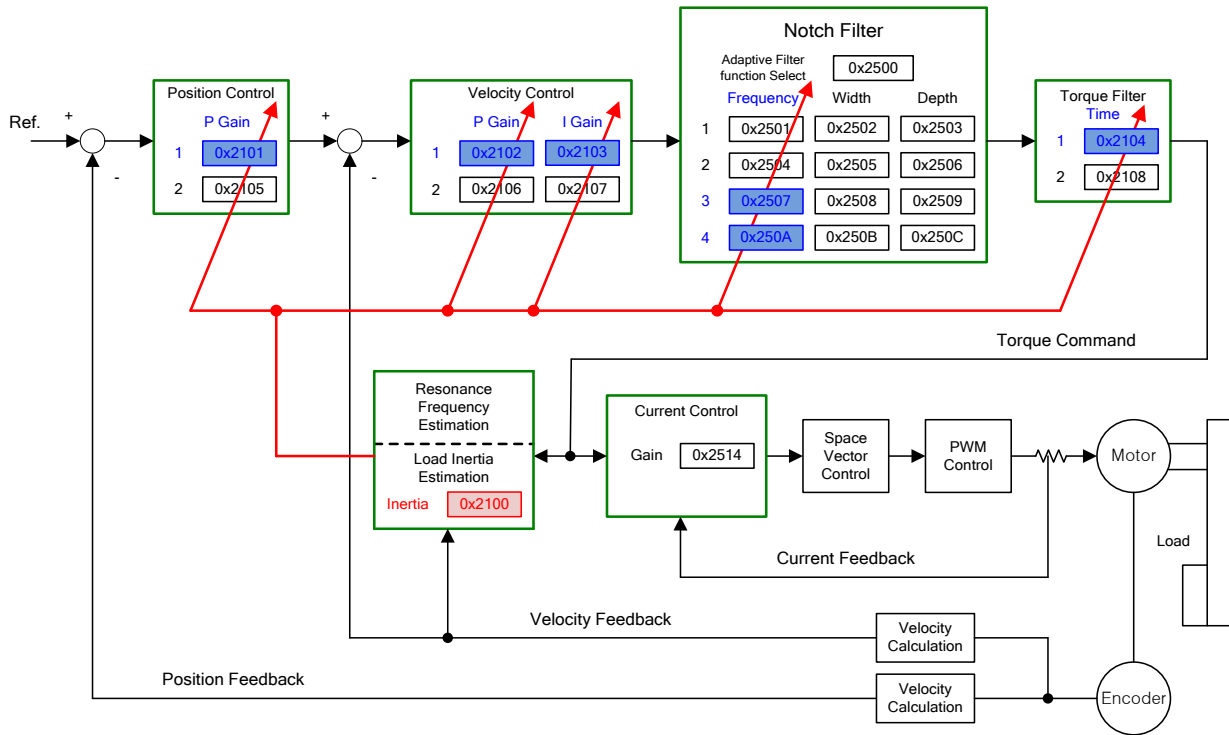 Notch Filter
Adaptive Filter
function Select
0x2500
Frequency Width Depth
1 0x2501 0x2502 0x2503
2 0x2504 0x2505 0x2506
3 0x2507 0x2508 0x2509
4 0x250A 0x250B 0x250C
Position Control
P Gain
1 0x2101
2 0x2105
Velocity Control
P Gain I Gain
1 0x2102 0x2103
2 0x2106 0x2107
Torque Filter
Time
1 0x2104
2 0x2108
Ref.
+
-
+
-
Torque Command
Resonance
Frequency
Estimation
Load Inertia
Estimation
Inertia 0x2100
Current Control
Gain 0x2514
Space
Vector
Control
PWM
Control
Motor
Load
Current Feedback
Velocity Feedback
Velocity
Calculation
Position Feedback
Velocity
Calculation
Encoder